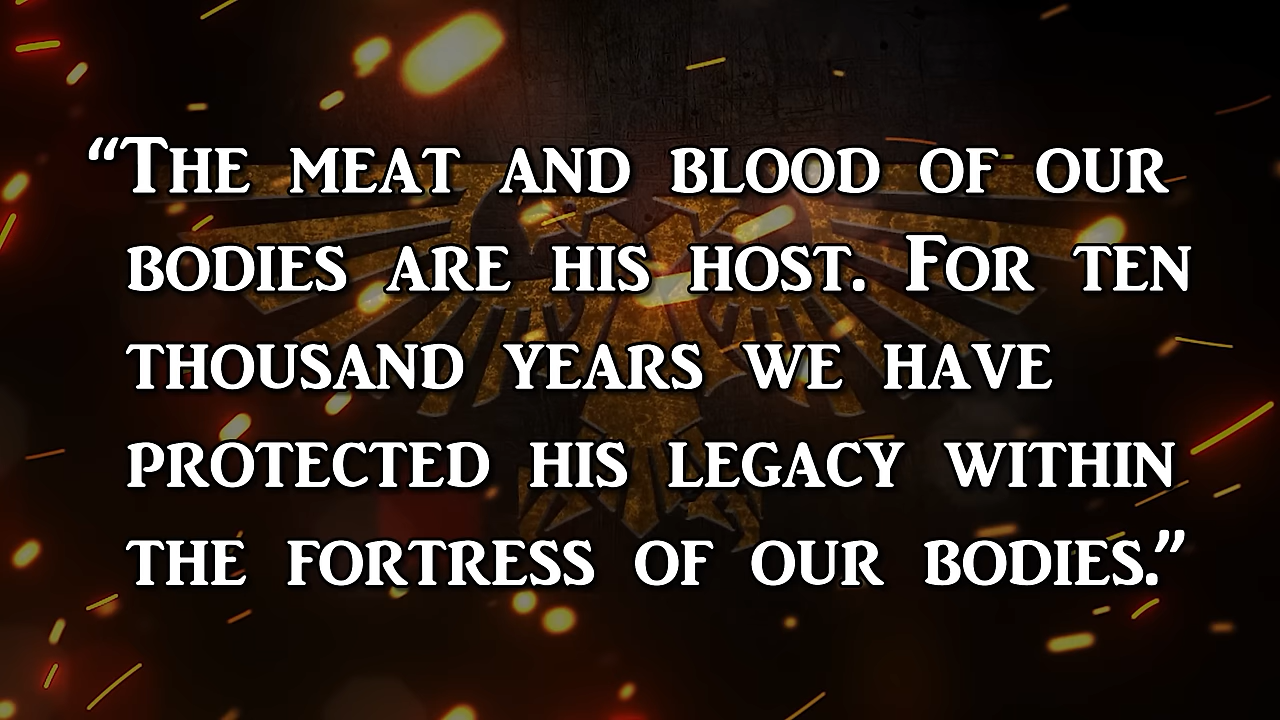 “The meat and blood of our
bodies are his host. For ten
thousand years we have
protected his legacy within
the fortress of our bodies.”